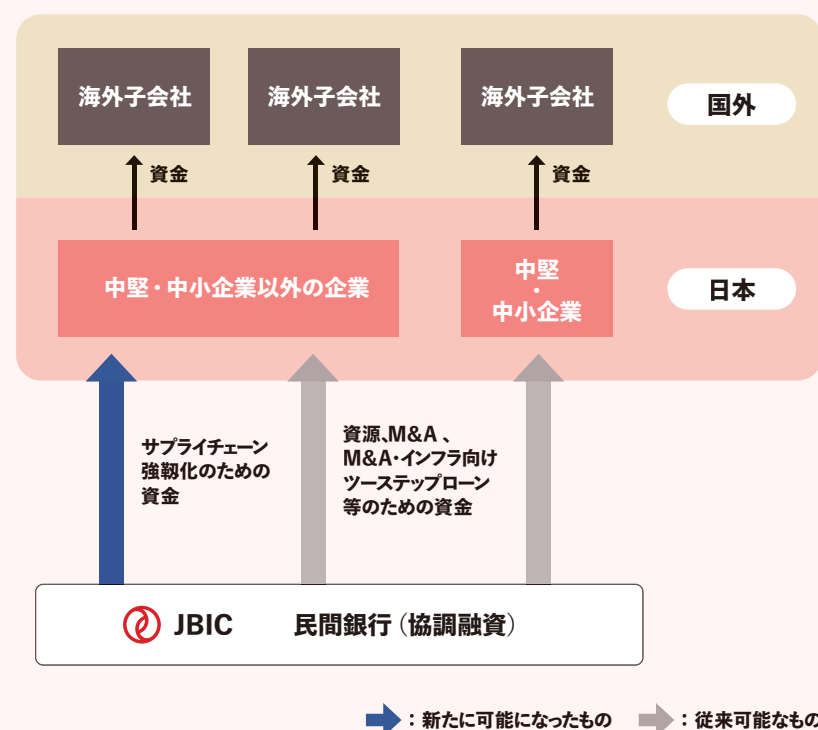 海外子会社
海外子会社
海外子会社
国外
資金
資金
資金
中堅・中小企業以外の企業
中堅
・
中小企業
日本
サプライチェーン
強靱化のための
資金
資源、M&A、
M&A・インフラ向け
ツーステップローン
等のための資金
JBIC 民間銀行（協調融資）
：新たに可能になったもの
：従来可能なもの